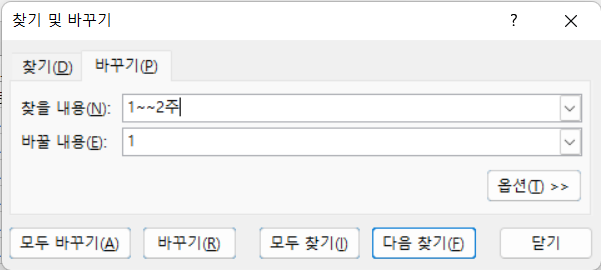 찾기 및 바꾸기
찾기(D) 바꾸기(P)
찾을 내용(N): 1~~2주
바꿀 내용(E): 1
옵션(T) >>
모두 바꾸기(A) 바꾸기(R) 모두 찾기(I) 다음 찾기(F) 닫기